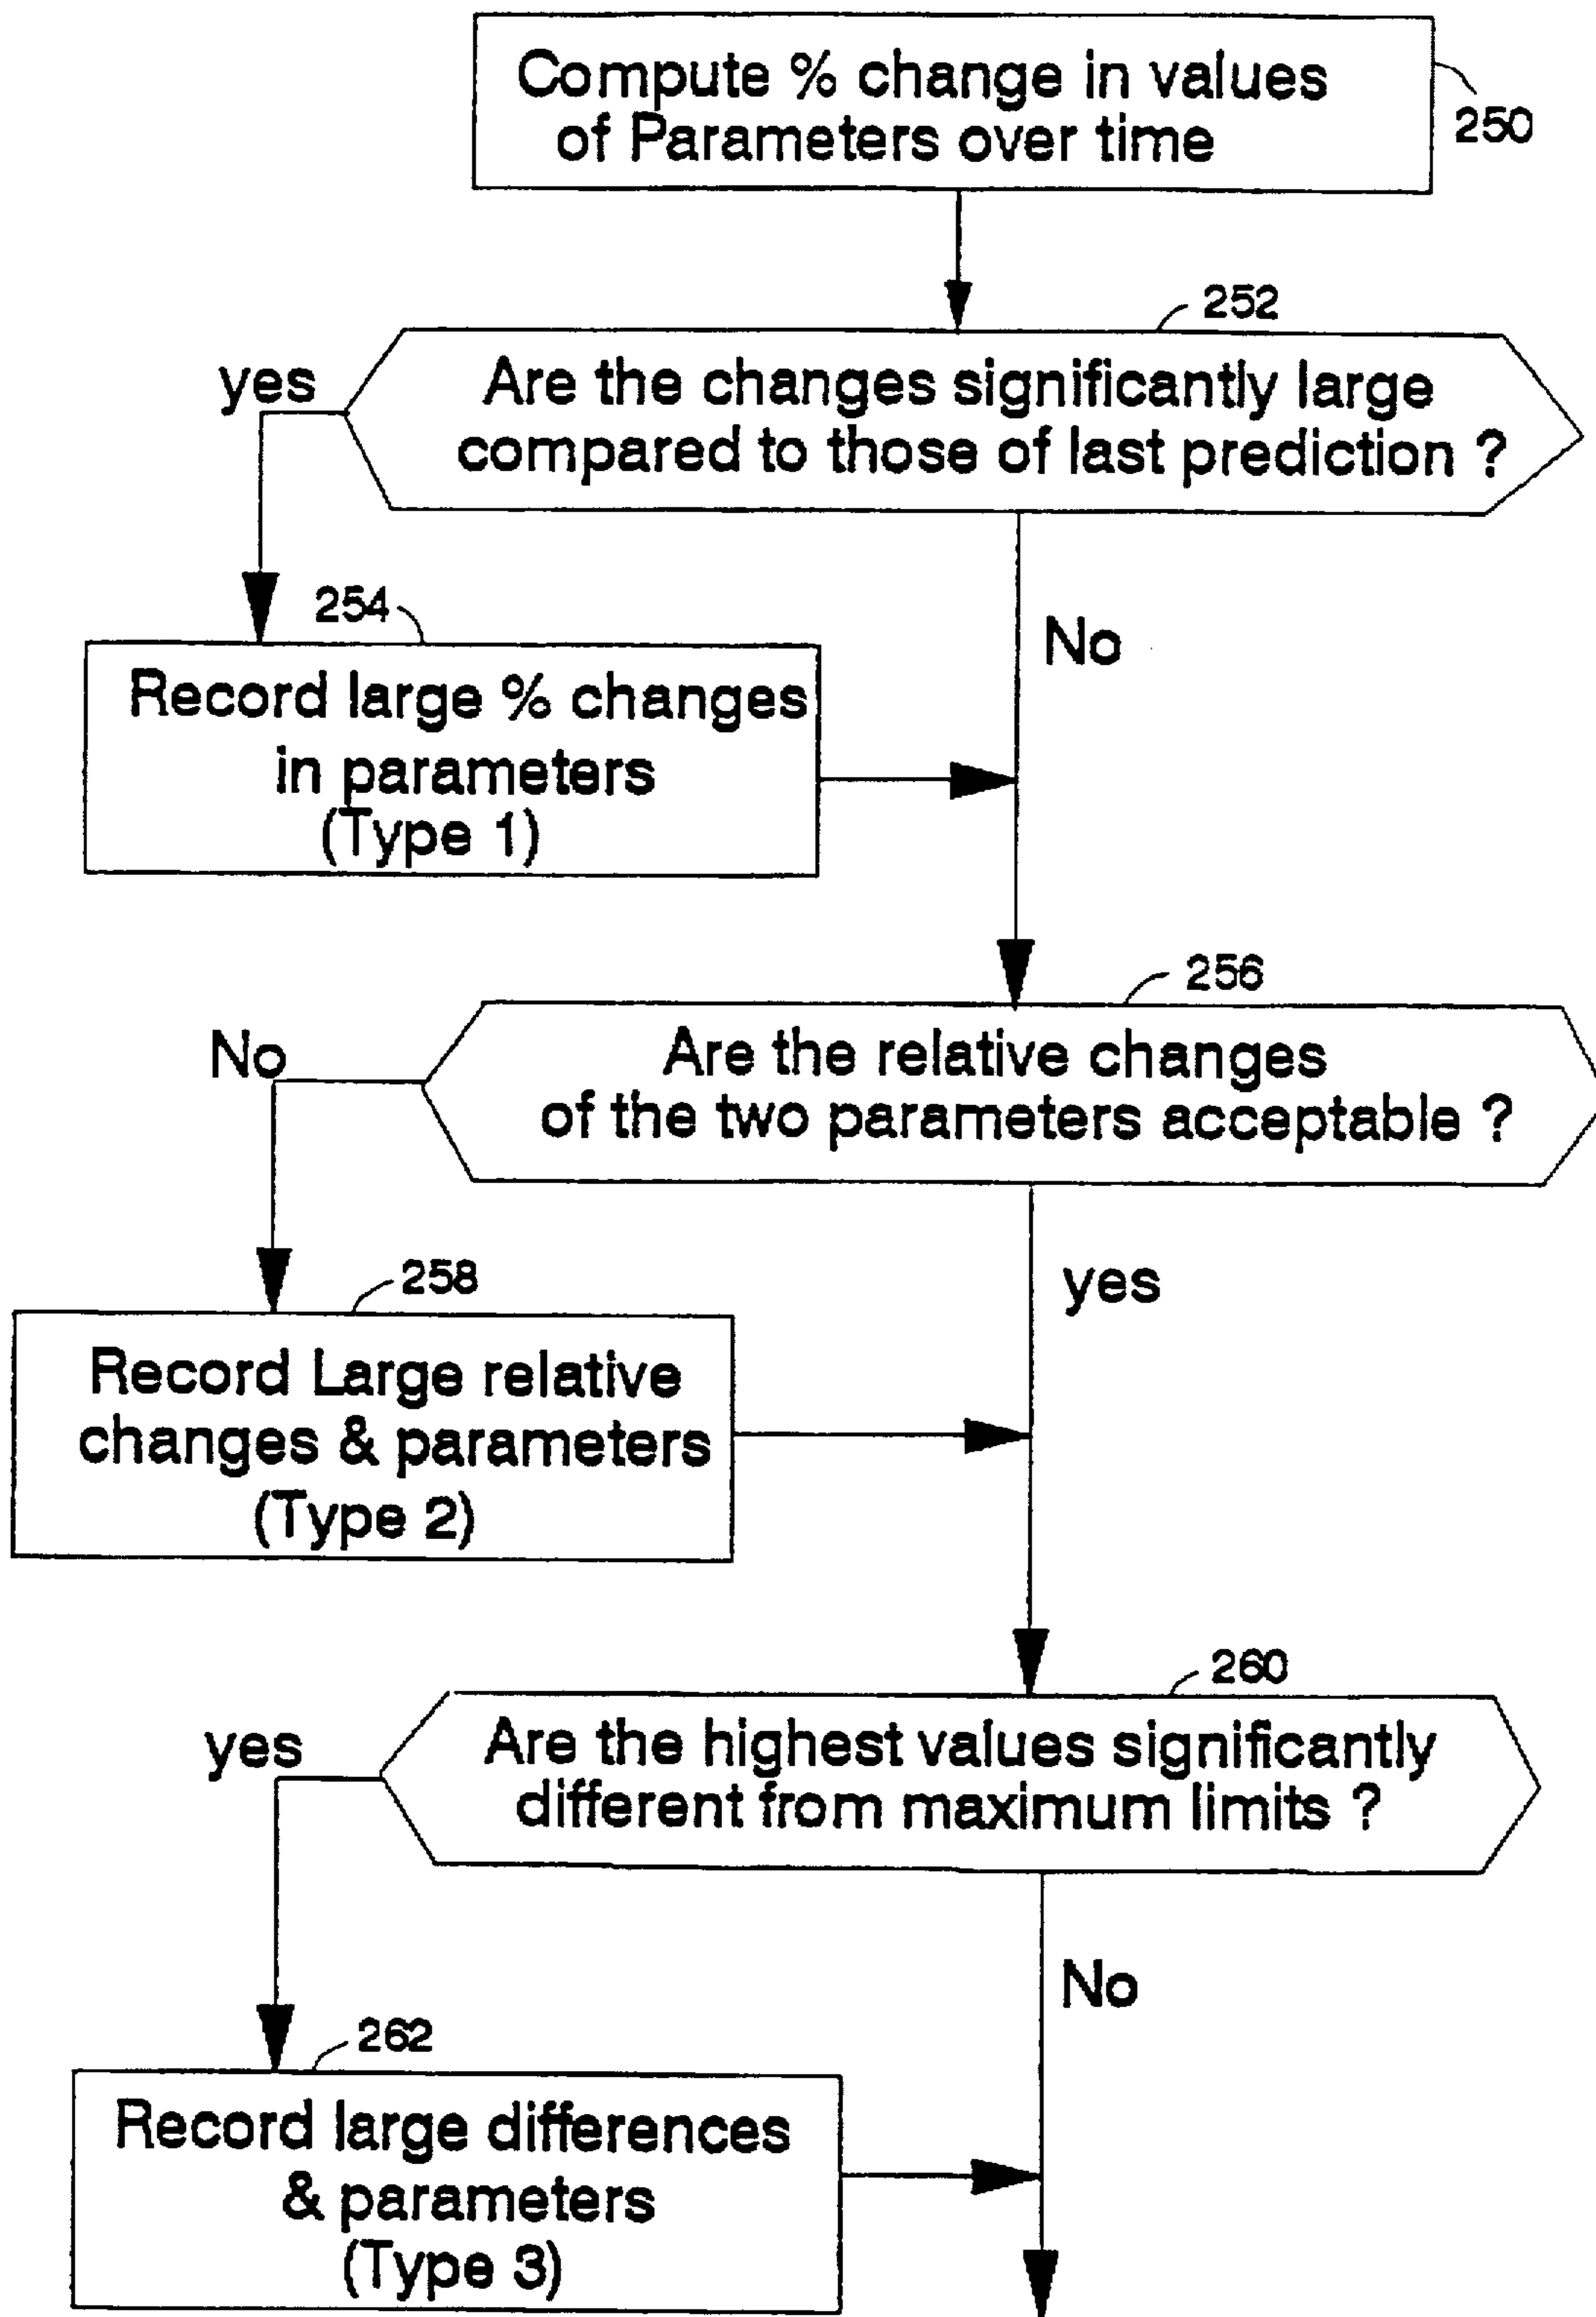 Compute % change in values
of Parameters over time
250
252
yes
Are the changes significantly large
compared to those of last prediction ?
254
No
Record large % changes
in parameters
(Type 1)
256
No
Are the relative changes
of the two parameters acceptable ?
258
yes
Record Large relative
changes & parameters
(Type 2)
260
yes
Are the highest values significantly
different from maximum limits ?
No
262
Record large differences
& parameters
(Type 3)